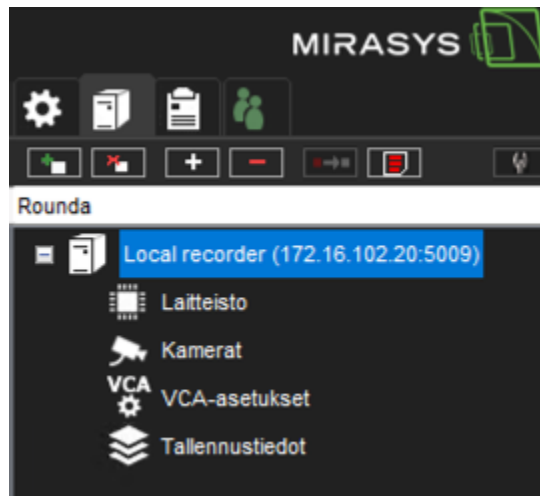 MIRASYS
Rounda
Local recorder (172.16.102.20:5009)
Laitteisto
Kamerat
VCA
VCA-asetukset
Tallennustiedot